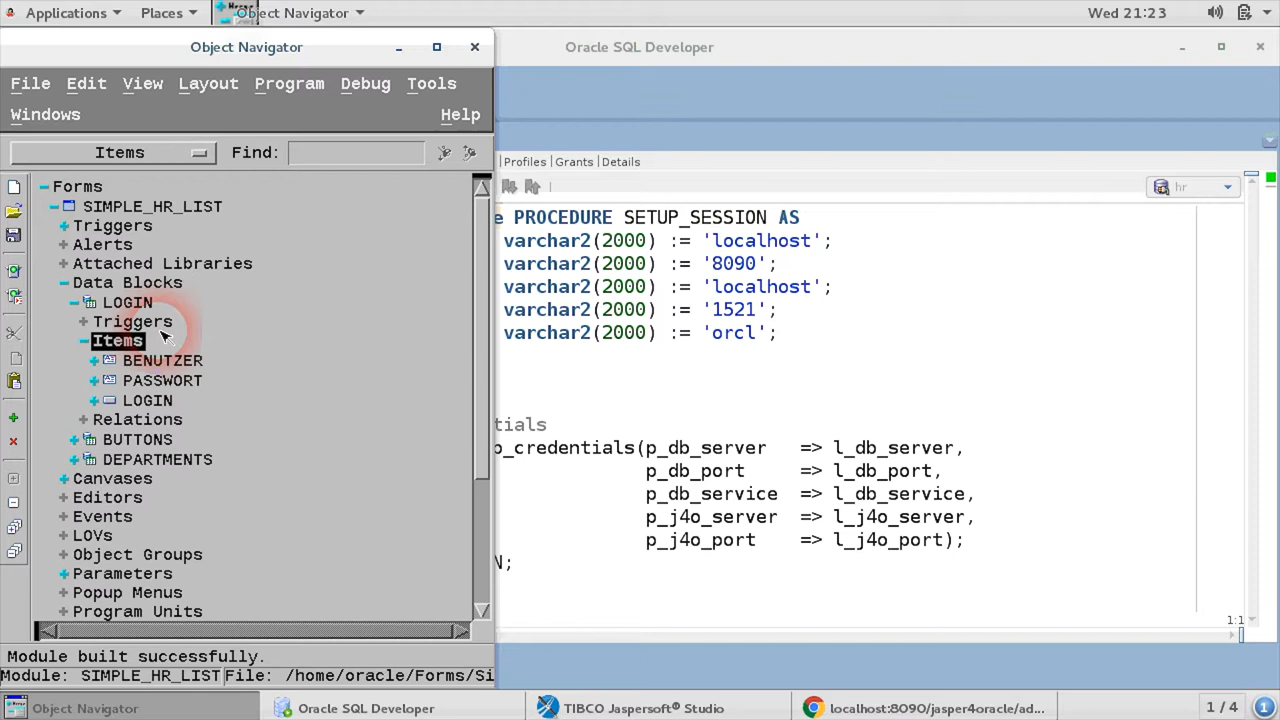 Applications Places Object Navigator Wed 21:23
Object Navigator
Oracle SQL Developer
File Edit View Layout Program Debug Tools
Windows Help
Items Find:
Profiles Grants Details
hr
Forms
SIMPLE_HR_LIST
Triggers
Alerts
Attached Libraries
Data Blocks
LOGIN
Triggers
Items
BENUTZER
PASSWORT
LOGIN
Relations
BUTTONS
DEPARTMENTS
Canvases
Editors
Events
LOVs
Object Groups
Parameters
Popup Menus
Program Units
e PROCEDURE SETUP_SESSION AS
varchar2(2000) := 'localhost';
varchar2(2000) := '8090';
varchar2(2000) := 'localhost';
varchar2(2000) := '1521';
varchar2(2000) := 'orcl';
ntials
p_credentials(p_db_server => l_db_server,
p_db_port => l_db_port,
p_db_service => l_db_service,
p_j4o_server => l_j4o_server,
p_j4o_port => l_j4o_port);
N;
1:1
Module built successfully.
Module: SIMPLE_HR_LIST File: /home/oracle/Forms/Si
Object Navigator Oracle SQL Developer TIBCO Jaspersoft® Studio localhost:8090/jasper4oracle/ad... 1 / 4 1